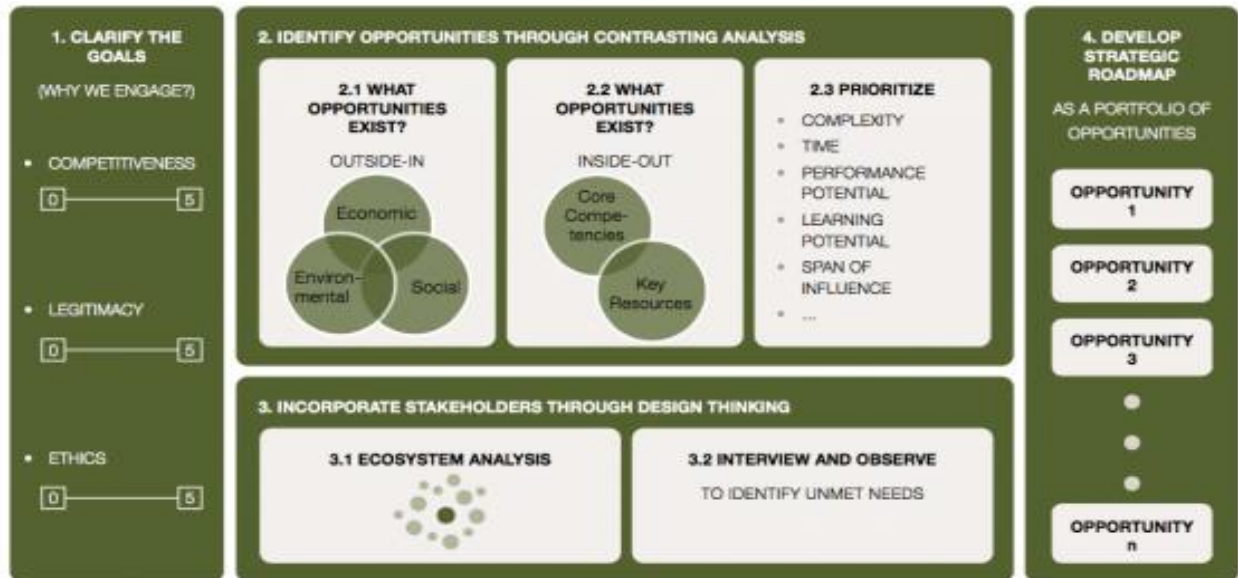 1. CLARIFY THE
GOALS
(WHY WE ENGAGE?)
• COMPETITIVENESS
0 5
• LEGITIMACY
0 5
• ETHICS
0 5
2. IDENTIFY OPPORTUNITIES THROUGH CONTRASTING ANALYSIS
2.1 WHAT
OPPORTUNITIES
EXIST?
OUTSIDE-IN
Economic
Environ-
mental
Social
2.2 WHAT
OPPORTUNITIES
EXIST?
INSIDE-OUT
Core
Compe-
tencies
Key
Resources
2.3 PRIORITIZE
• COMPLEXITY
• TIME
• PERFORMANCE
POTENTIAL
• LEARNING
POTENTIAL
• SPAN OF
INFLUENCE
• ...
3. INCORPORATE STAKEHOLDERS THROUGH DESIGN THINKING
3.1 ECOSYSTEM ANALYSIS
3.2 INTERVIEW AND OBSERVE
TO IDENTIFY UNMET NEEDS
4. DEVELOP
STRATEGIC
ROADMAP
AS A PORTFOLIO OF
OPPORTUNITIES
OPPORTUNITY
1
OPPORTUNITY
2
OPPORTUNITY
3
OPPORTUNITY
n